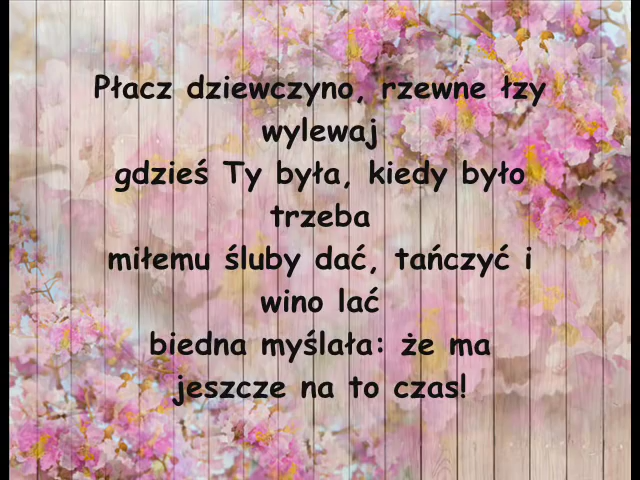 Płacz dziewczyno, rzewne łzy
wylewaj
gdzieś Ty była, kiedy było
trzeba
miłemu śluby dać, tańczyć i
wino lać
biedna myślała: że ma
jeszcze na to czas!